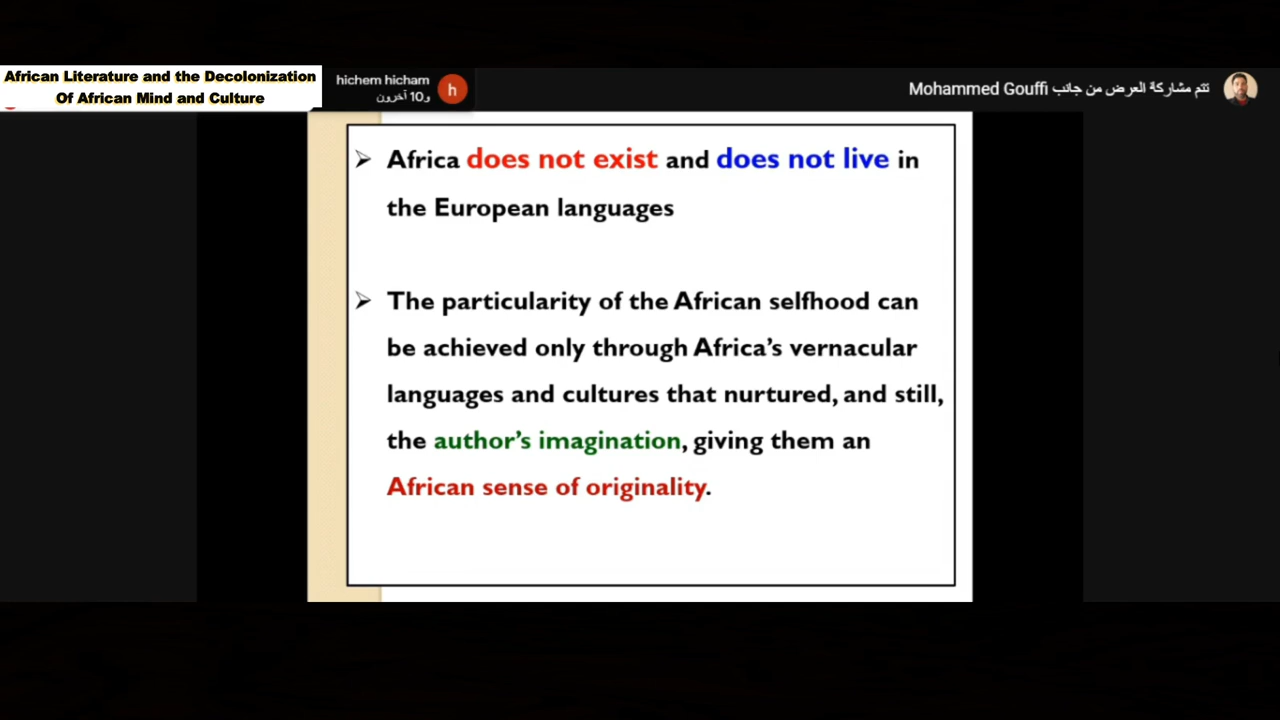 African Literature and the Decolonization
Of African Mind and Culture
hichem hicham
و10 آخرون
h
تتم مشاركة العرض من جانب Mohammed Gouffi
➢ Africa does not exist and does not live in
the European languages
➢ The particularity of the African selfhood can
be achieved only through Africa's vernacular
languages and cultures that nurtured, and still,
the author's imagination, giving them an
African sense of originality.